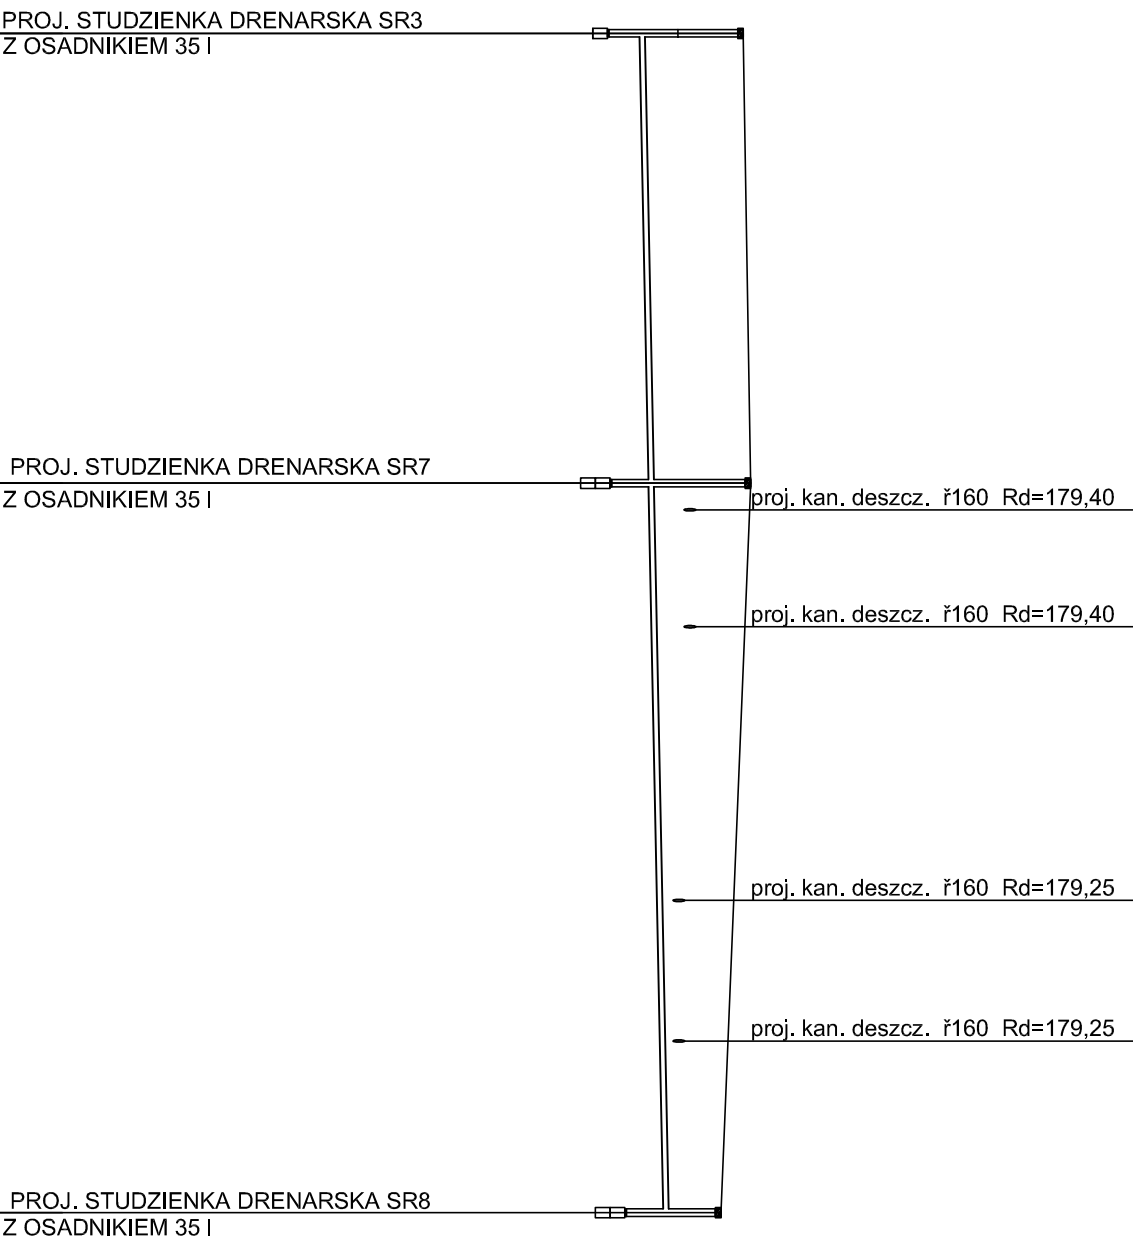 PROJ. STUDZIENKA DRENARSKA SR3
Z OSADNIKIEM 35 l
PROJ. STUDZIENKA DRENARSKA SR7
Z OSADNIKIEM 35 l
proj. kan. deszcz. ř160 Rd=179,40
proj. kan. deszcz. ř160 Rd=179,40
proj. kan. deszcz. ř160 Rd=179,25
proj. kan. deszcz. ř160 Rd=179,25
PROJ. STUDZIENKA DRENARSKA SR8
Z OSADNIKIEM 35 l